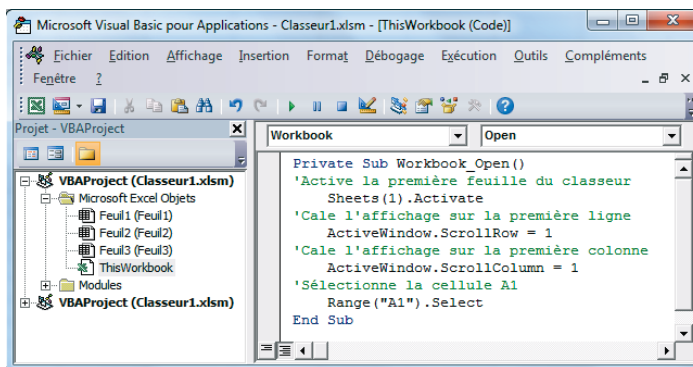 Microsoft Visual Basic pour Applications - Classeur1.xlsm - [ThisWorkbook (Code)]
Fichier Edition Affichage Insertion Format Débogage Exécution Outils Compléments
Fenêtre ?
Projet - VBAProject
VBAProject (Classeur1.xlsm)
Microsoft Excel Objets
Feuil1 (Feuil1)
Feuil2 (Feuil2)
Feuil3 (Feuil3)
ThisWorkbook
Modules
VBAProject (Classeur1.xlsm)
Workbook Open
Private Sub Workbook_Open()
'Active la première feuille du classeur
Sheets(1).Activate
'Cale l'affichage sur la première ligne
ActiveWindow.ScrollRow = 1
'Cale l'affichage sur la première colonne
ActiveWindow.ScrollColumn = 1
'Sélectionne la cellule A1
Range("A1").Select
End Sub